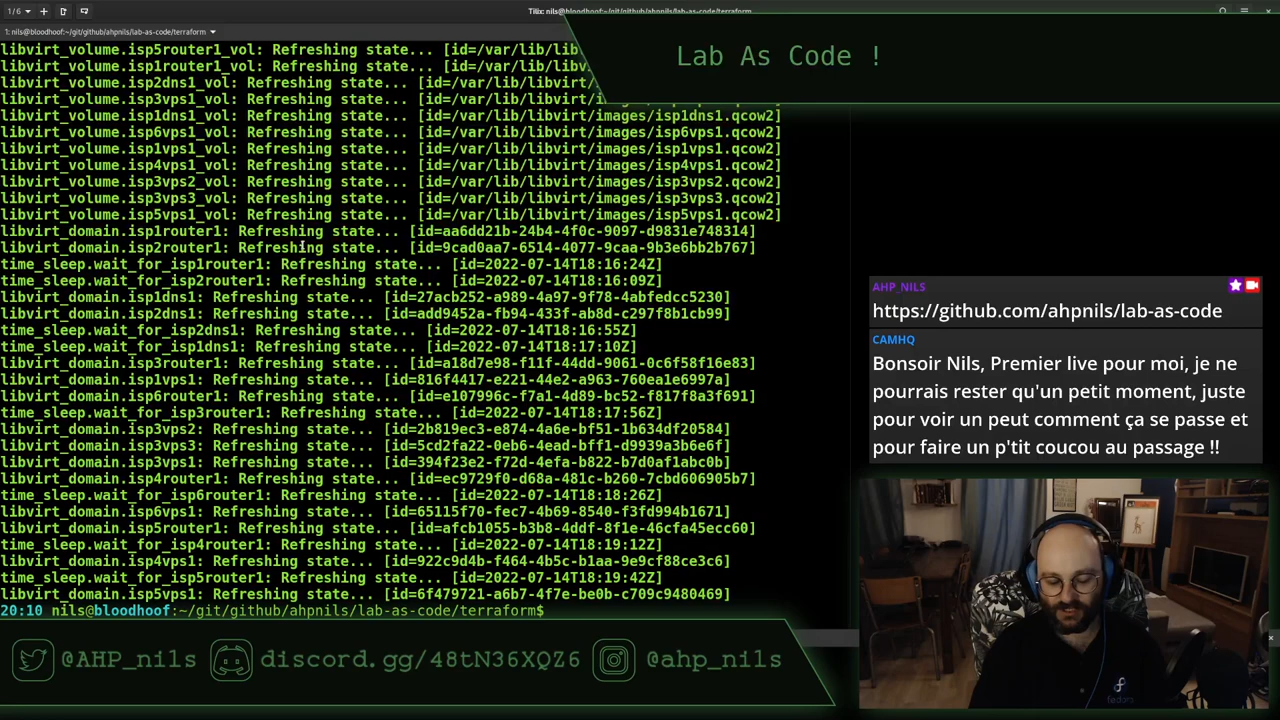 1/6
Tilix: nils@bloodhoof:~/git/github/ahpnils/lab-as-code/terraform
1: nils@bloodhoof:~/git/github/ahpnils/lab-as-code/terraform
libvirt_volume.isp5router1_vol: Refreshing state... [id=/var/lib/lib
libvirt_volume.isp1router1_vol: Refreshing state... [id=/var/lib/lib
libvirt_volume.isp2dns1_vol: Refreshing state... [id=/var/lib/libvirt/
libvirt_volume.isp3vps1_vol: Refreshing state... [id=/var/lib/libvirt/i
libvirt_volume.isp1dns1_vol: Refreshing state... [id=/var/lib/libvirt/images/isp1dns1.qcow2]
libvirt_volume.isp6vps1_vol: Refreshing state... [id=/var/lib/libvirt/images/isp6vps1.qcow2]
libvirt_volume.isp1vps1_vol: Refreshing state... [id=/var/lib/libvirt/images/isp1vps1.qcow2]
libvirt_volume.isp4vps1_vol: Refreshing state... [id=/var/lib/libvirt/images/isp4vps1.qcow2]
libvirt_volume.isp3vps2_vol: Refreshing state... [id=/var/lib/libvirt/images/isp3vps2.qcow2]
libvirt_volume.isp3vps3_vol: Refreshing state... [id=/var/lib/libvirt/images/isp3vps3.qcow2]
libvirt_volume.isp5vps1_vol: Refreshing state... [id=/var/lib/libvirt/images/isp5vps1.qcow2]
libvirt_domain.isp1router1: Refreshing state... [id=aa6dd21b-24b4-4f0c-9097-d9831e748314]
libvirt_domain.isp2router1: Refreshing state... [id=9cad0aa7-6514-4077-9caa-9b3e6bb2b767]
time_sleep.wait_for_isp1router1: Refreshing state... [id=2022-07-14T18:16:24Z]
time_sleep.wait_for_isp2router1: Refreshing state... [id=2022-07-14T18:16:09Z]
libvirt_domain.isp1dns1: Refreshing state... [id=27acb252-a989-4a97-9f78-4abfedcc5230]
libvirt_domain.isp2dns1: Refreshing state... [id=add9452a-fb94-433f-ab8d-c297f8b1cb99]
time_sleep.wait_for_isp2dns1: Refreshing state... [id=2022-07-14T18:16:55Z]
time_sleep.wait_for_isp1dns1: Refreshing state... [id=2022-07-14T18:17:10Z]
libvirt_domain.isp3router1: Refreshing state... [id=a18d7e98-f11f-44dd-9061-0c6f58f16e83]
libvirt_domain.isp1vps1: Refreshing state... [id=816f4417-e221-44e2-a963-760ea1e6997a]
libvirt_domain.isp6router1: Refreshing state... [id=e107996c-f7a1-4d89-bc52-f817f8a3f691]
time_sleep.wait_for_isp3router1: Refreshing state... [id=2022-07-14T18:17:56Z]
libvirt_domain.isp3vps2: Refreshing state... [id=2b819ec3-e874-4a6e-bf51-1b634df20584]
libvirt_domain.isp3vps3: Refreshing state... [id=5cd2fa22-0eb6-4ead-bff1-d9939a3b6e6f]
libvirt_domain.isp3vps1: Refreshing state... [id=394f23e2-f72d-4efa-b822-b7d0af1abc0b]
libvirt_domain.isp4router1: Refreshing state... [id=ec9729f0-d68a-481c-b260-7cbd606905b7]
time_sleep.wait_for_isp6router1: Refreshing state... [id=2022-07-14T18:18:26Z]
libvirt_domain.isp6vps1: Refreshing state... [id=65115f70-fec7-4b69-8540-f3fd994b1671]
libvirt_domain.isp5router1: Refreshing state... [id=afcb1055-b3b8-4ddf-8f1e-46cfa45ecc60]
time_sleep.wait_for_isp4router1: Refreshing state... [id=2022-07-14T18:19:12Z]
libvirt_domain.isp4vps1: Refreshing state... [id=922c9d4b-f160-4b5c-b1aa-9e9cf88ce3c6]
time_sleep.wait_for_isp5router1: Refreshing state... [id=2022-07-14T18:19:42Z]
libvirt_domain.isp5vps1: Refreshing state... [id=6f479721-a6b7-4f7e-be0b-c709c9480469]
20:10 nils@bloodhoof:~/git/github/ahpnils/lab-as-code/terraform$
Lab As Code !
AHP_NILS
https://github.com/ahpnils/lab-as-code
CAMHQ
Bonsoir Nils, Premier live pour moi, je ne
pourrais rester qu'un petit moment, juste
pour voir un peut comment ça se passe et
pour faire un p'tit coucou au passage !!
fedora
@AHP_nils
discord.gg/48tN36XQZ6
@ahp_nils